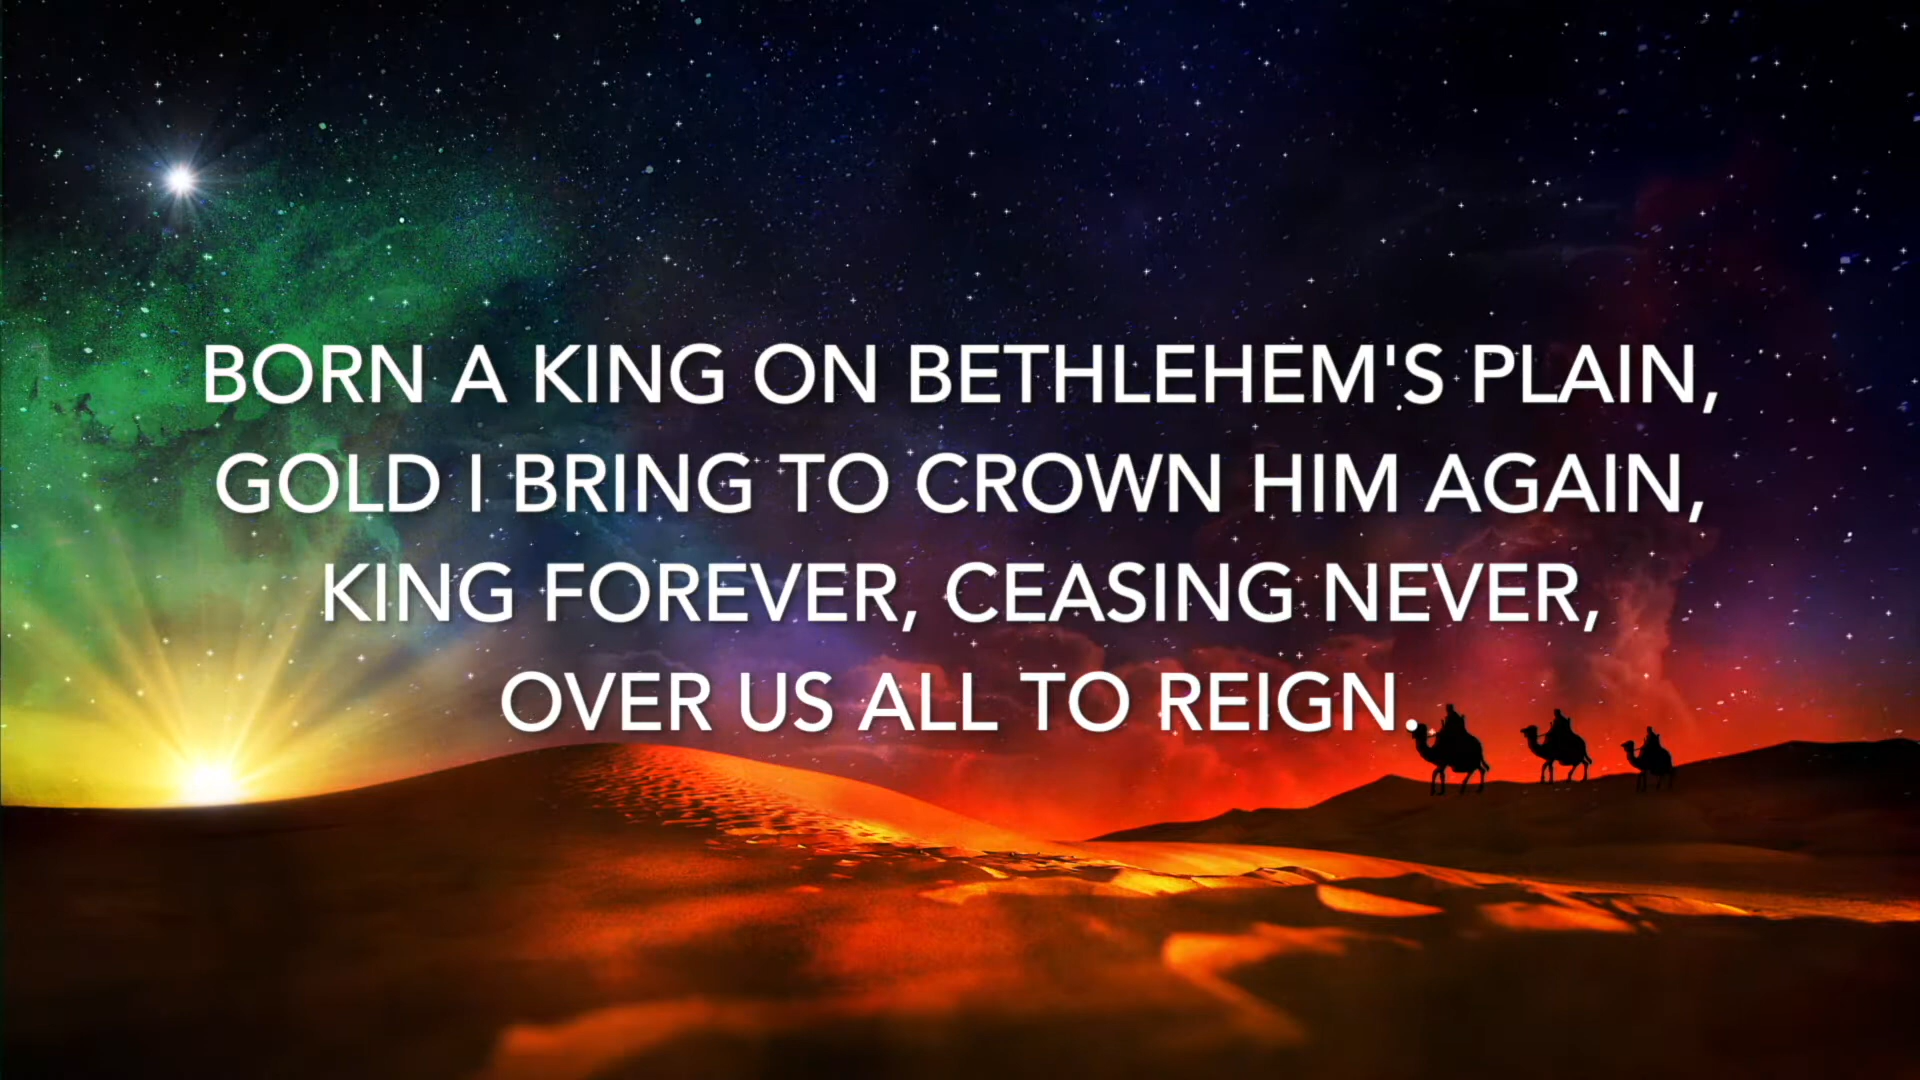 BORN A KING ON BETHLEHEM'S PLAIN,
GOLD I BRING TO CROWN HIM AGAIN,
KING FOREVER, CEASING NEVER,
OVER US ALL TO REIGN.